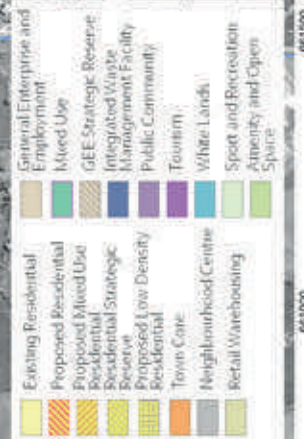 Existing Residential
Proposed Residential
Proposed Mixed Use
Residential
Residential Strategic
Reserve
Proposed Low Density
Residential
Town Core
Neighbourhood Centre
Retail Warehousing
General Enterprise and
Employment
Mixed Use
GEE Strategic Reserve
Integrated Waste
Management Facility
Public Community
Tourism
White Lands
Sport and Recreation
Amenity and Open
Space